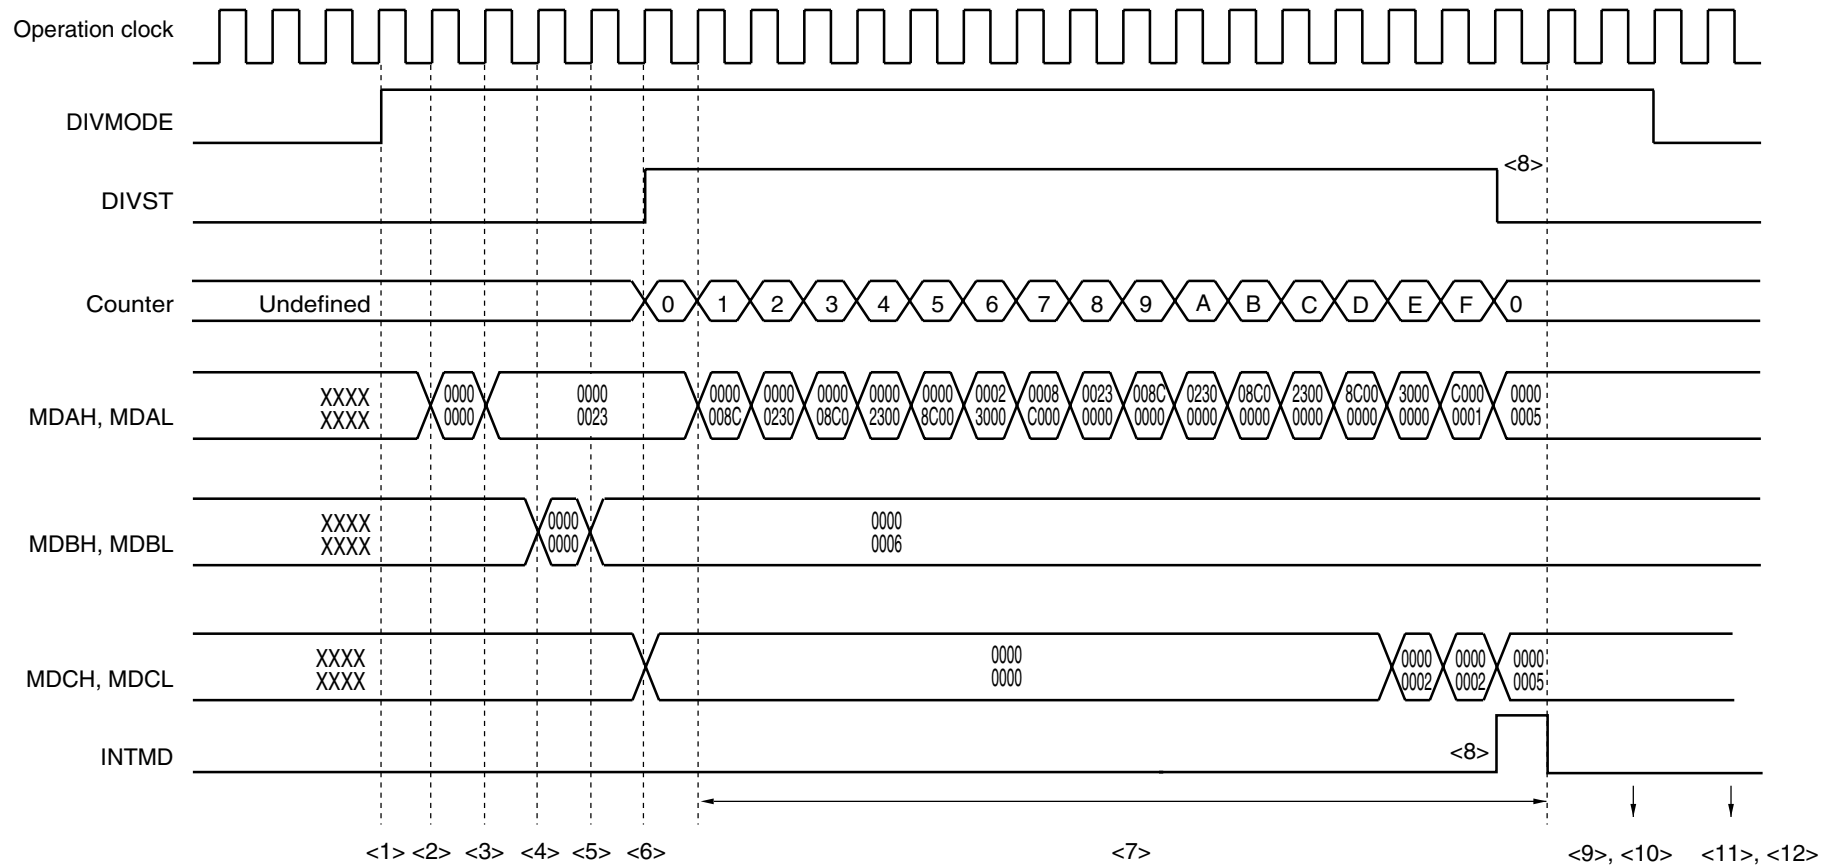 Operation clock
DIVMODE
<8>
DIVST
Counter Undefined 0 1 2 3 4 5 6 7 8 9 A B C D E F 0
XXXX 0000 0000 0000 0000 0000 0000 0000 0002 0008 0023 008C 0230 08C0 2300 8C00 3000 C000 0000
MDAH, MDAL XXXX 0000 0023 008C 0230 08C0 2300 8C00 3000 C000 0000 0000 0000 0000 0000 0000 0000 0001 0005
XXXX 0000 0000
MDBH, MDBL XXXX 0000 0006
XXXX 0000 0000 0000 0000
MDCH, MDCL XXXX 0000 0002 0002 0005
INTMD <8>
<1> <2> <3> <4> <5> <6> <7> <9>, <10> <11>, <12>